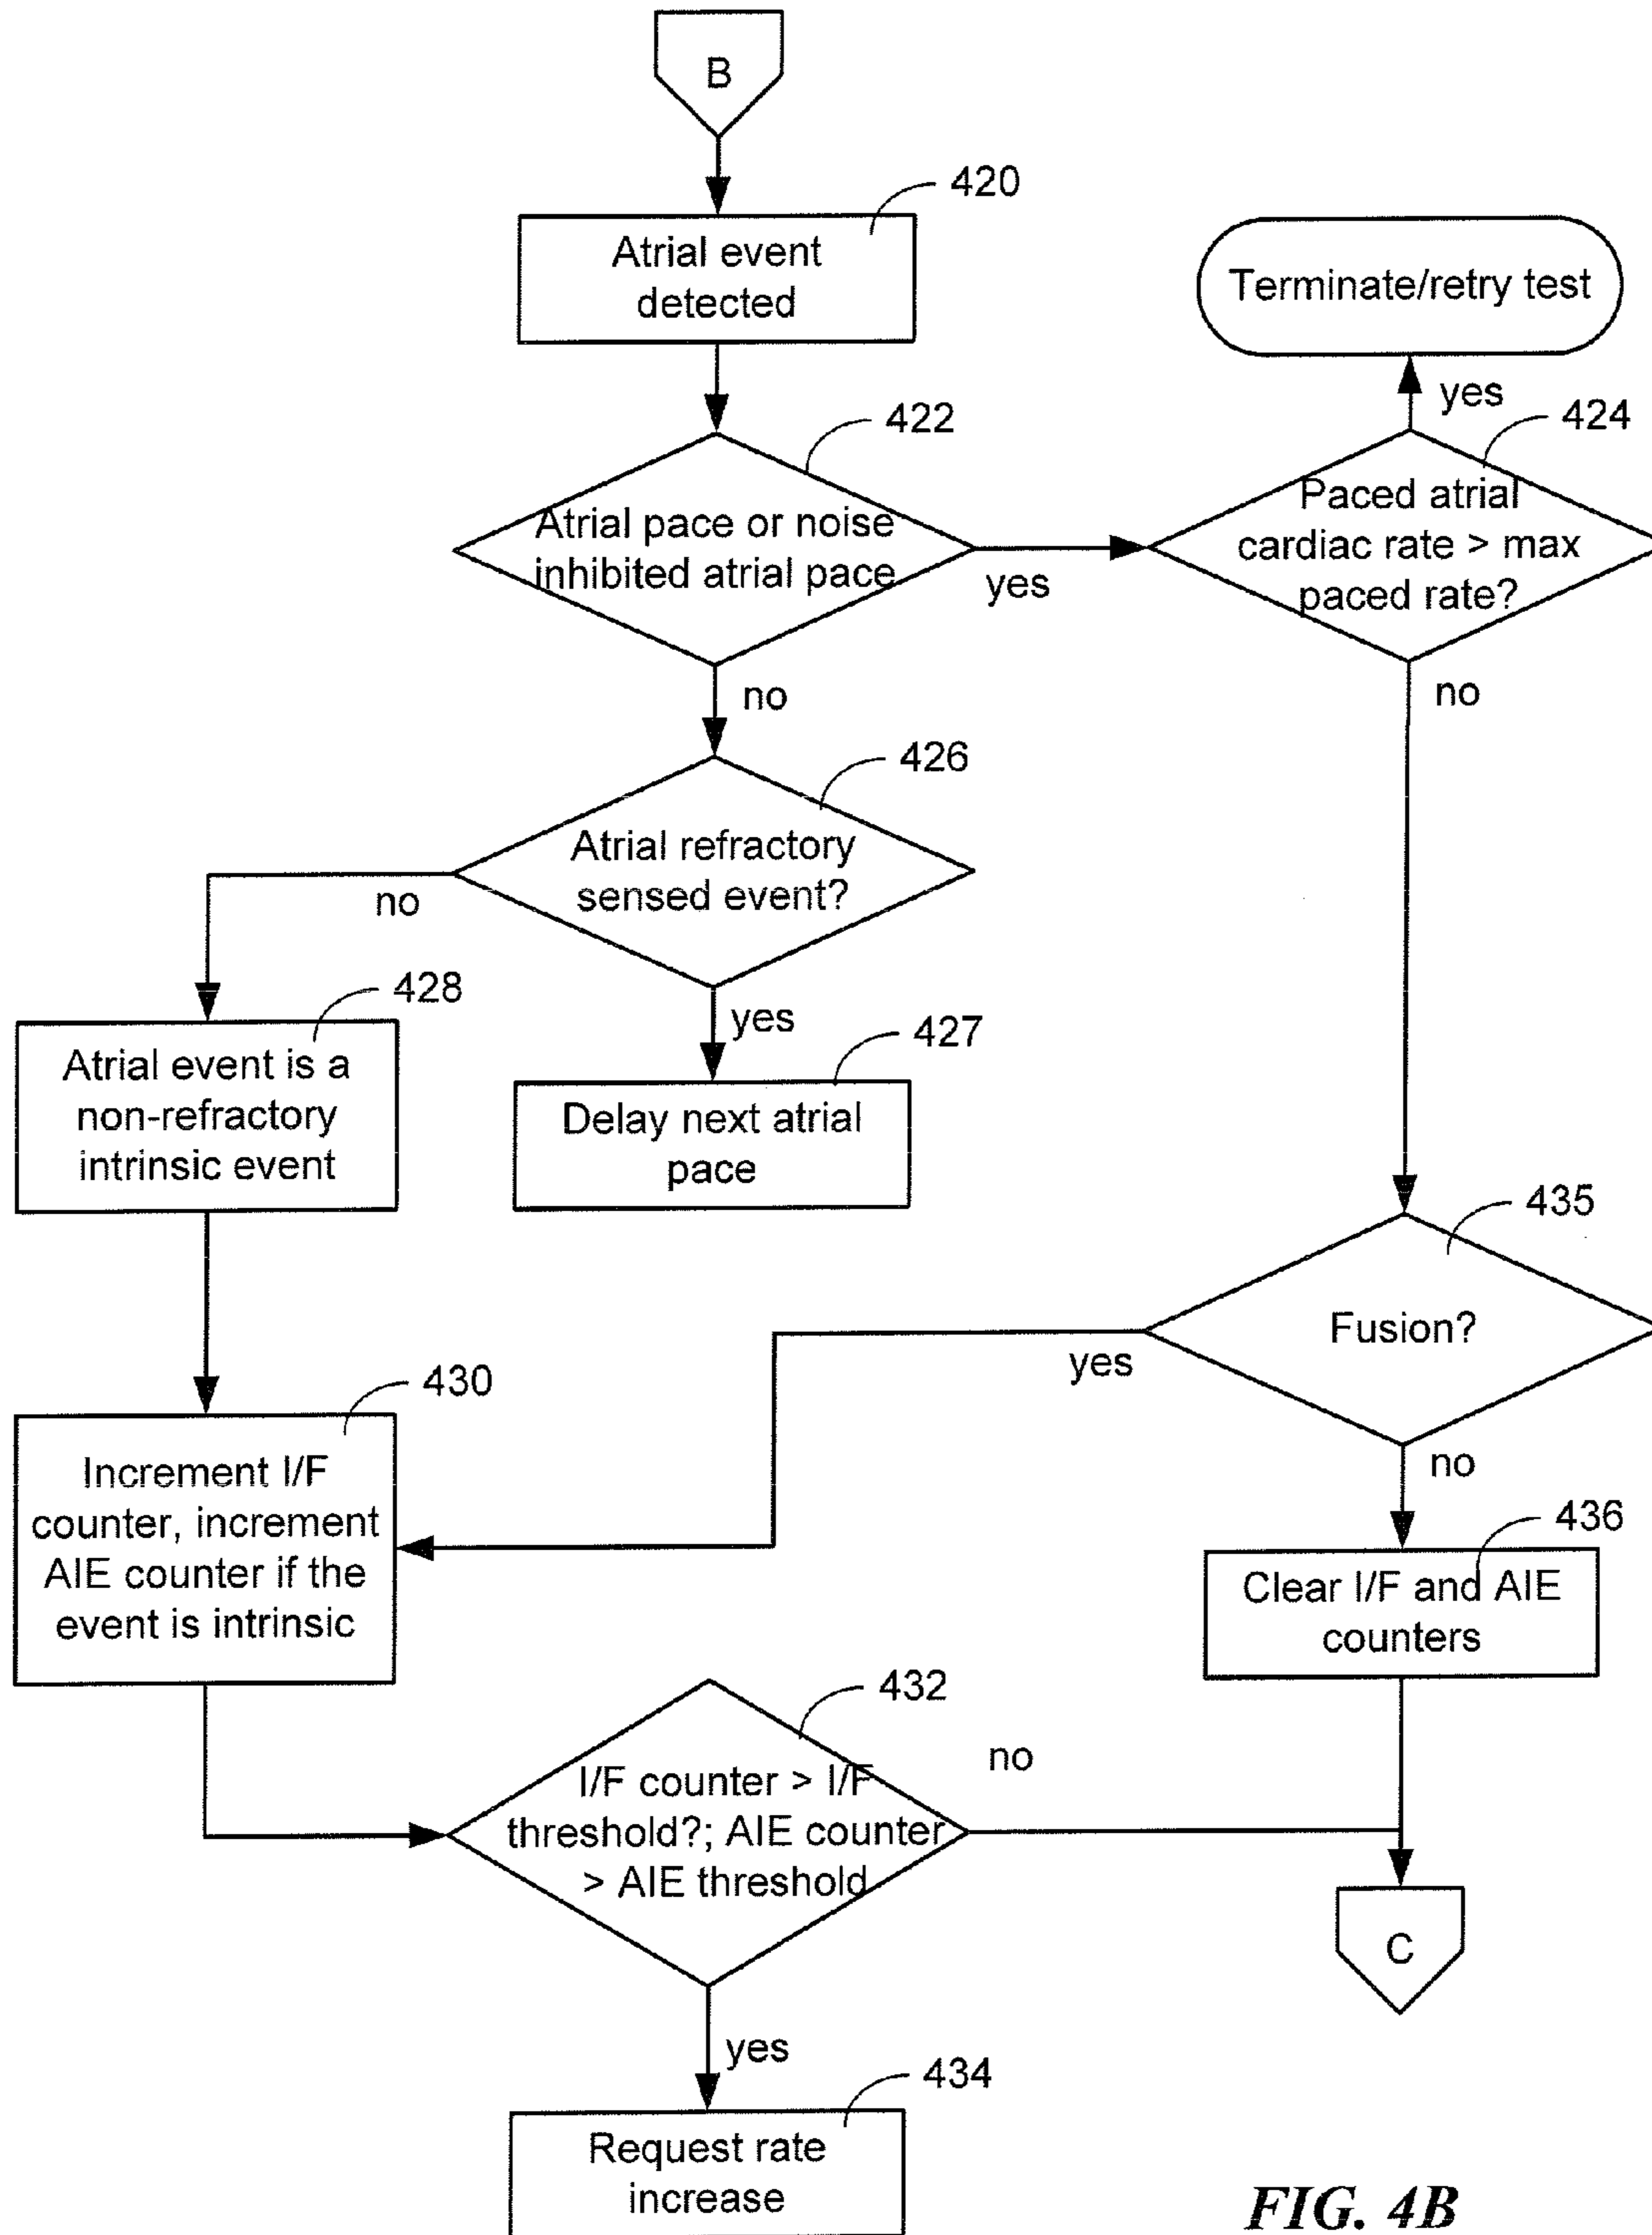 B
420
Atrial event
detected
Terminate/retry test
yes
422
424
Atrial pace or noise
inhibited atrial pace
yes
Paced atrial
cardiac rate > max
paced rate?
no
no
426
Atrial refractory
sensed event?
no
yes
428
Atrial event is a
non-refractory
intrinsic event
427
Delay next atrial
pace
435
Fusion?
yes
no
430
Increment I/F
counter, increment
AIE counter if the
event is intrinsic
436
Clear I/F and AIE
counters
432
I/F counter > I/F
threshold?; AIE counter
> AIE threshold
no
yes
C
434
Request rate
increase
FIG. 4B